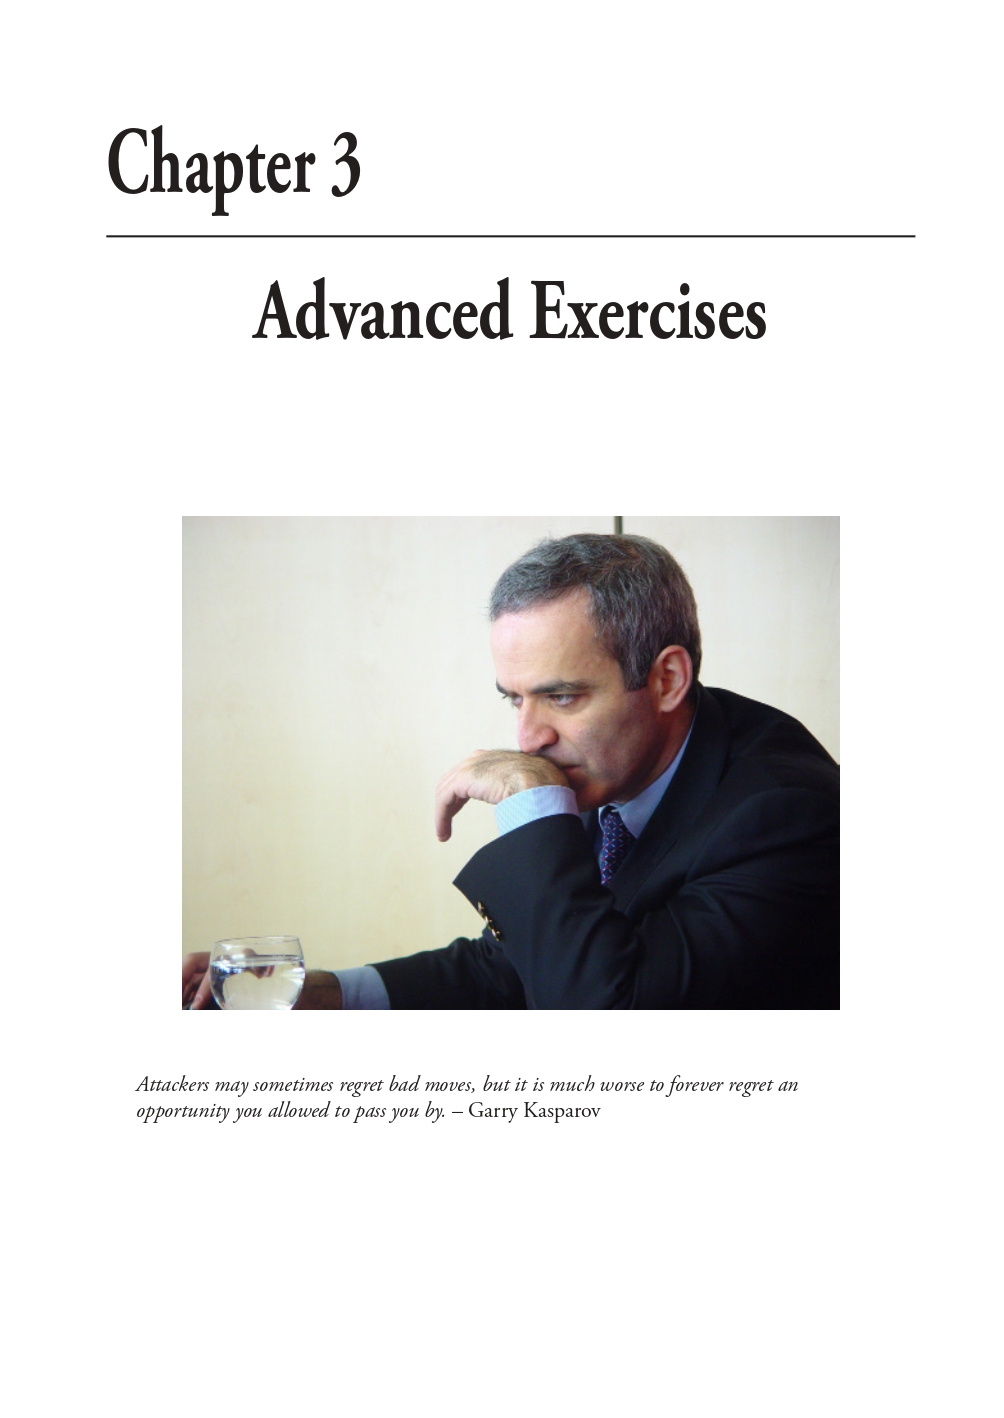 Chapter 3
Advanced Exercises
Attackers may sometimes regret bad moves, but it is much worse to forever regret an
opportunity you allowed to pass you by. – Garry Kasparov